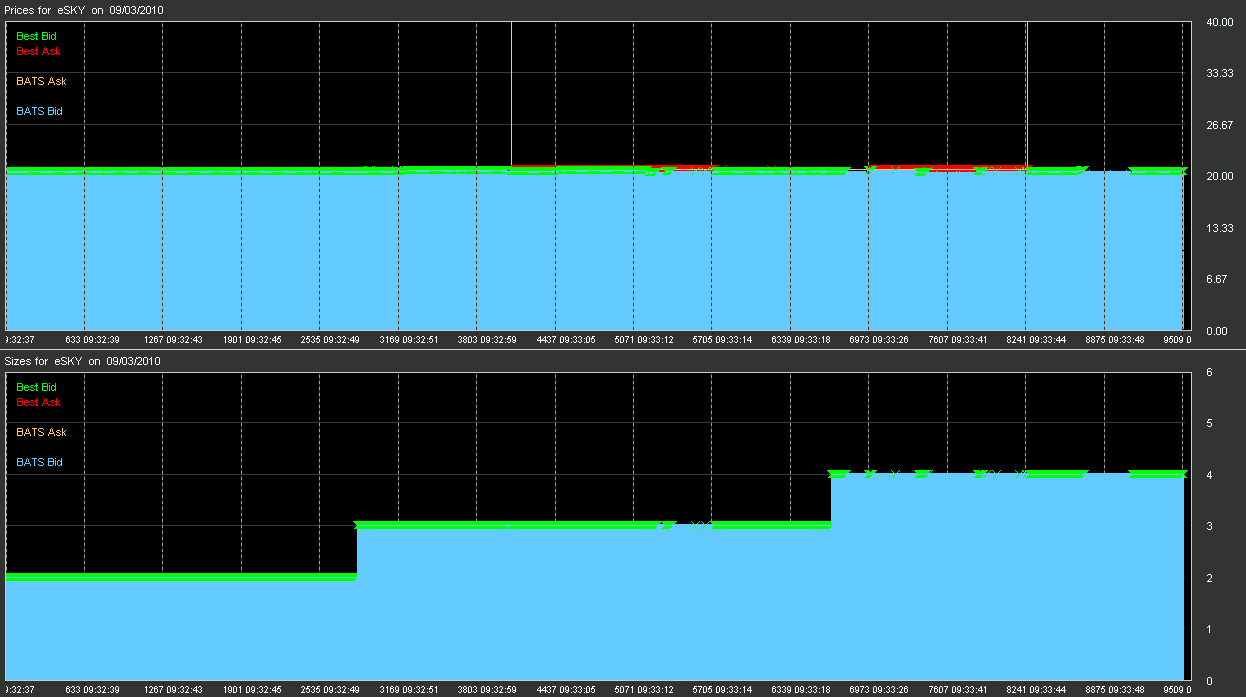 Prices for eSKY on 09/03/2010
Best Bid
Best Ask
BATS Ask
BATS Bid
40.00
33.33
26.67
20.00
13.33
6.67
0.00
9:32:37 633 09:32:39 1267 09:32:43 1901 09:32:45 2535 09:32:49 3169 09:32:51 3803 09:32:59 4437 09:33:05 5071 09:33:12 5705 09:33:14 6339 09:33:18 6973 09:33:26 7607 09:33:41 8241 09:33:44 8875 09:33:48 9509 0
Sizes for eSKY on 09/03/2010
Best Bid
Best Ask
BATS Ask
BATS Bid
6
5
4
3
2
1
0
9:32:37 633 09:32:39 1267 09:32:43 1901 09:32:45 2535 09:32:49 3169 09:32:51 3803 09:32:59 4437 09:33:05 5071 09:33:12 5705 09:33:14 6339 09:33:18 6973 09:33:26 7607 09:33:41 8241 09:33:44 8875 09:33:48 9509 0